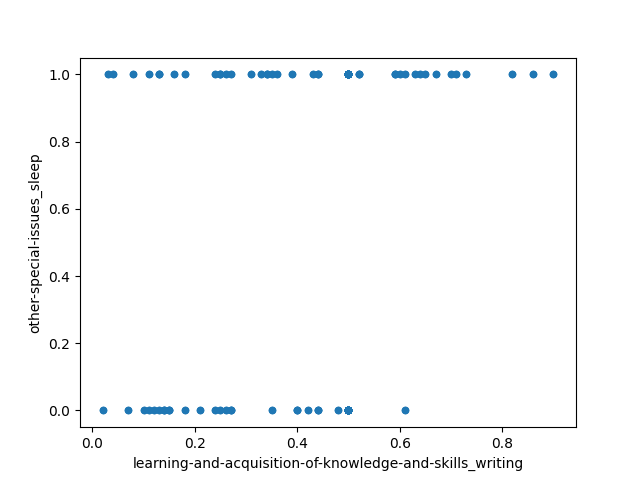 1.0
0.8
0.6
0.4
0.2
0.0
other-special-issues_sleep
0.0 0.2 0.4 0.6 0.8
learning-and-acquisition-of-knowledge-and-skills_writing